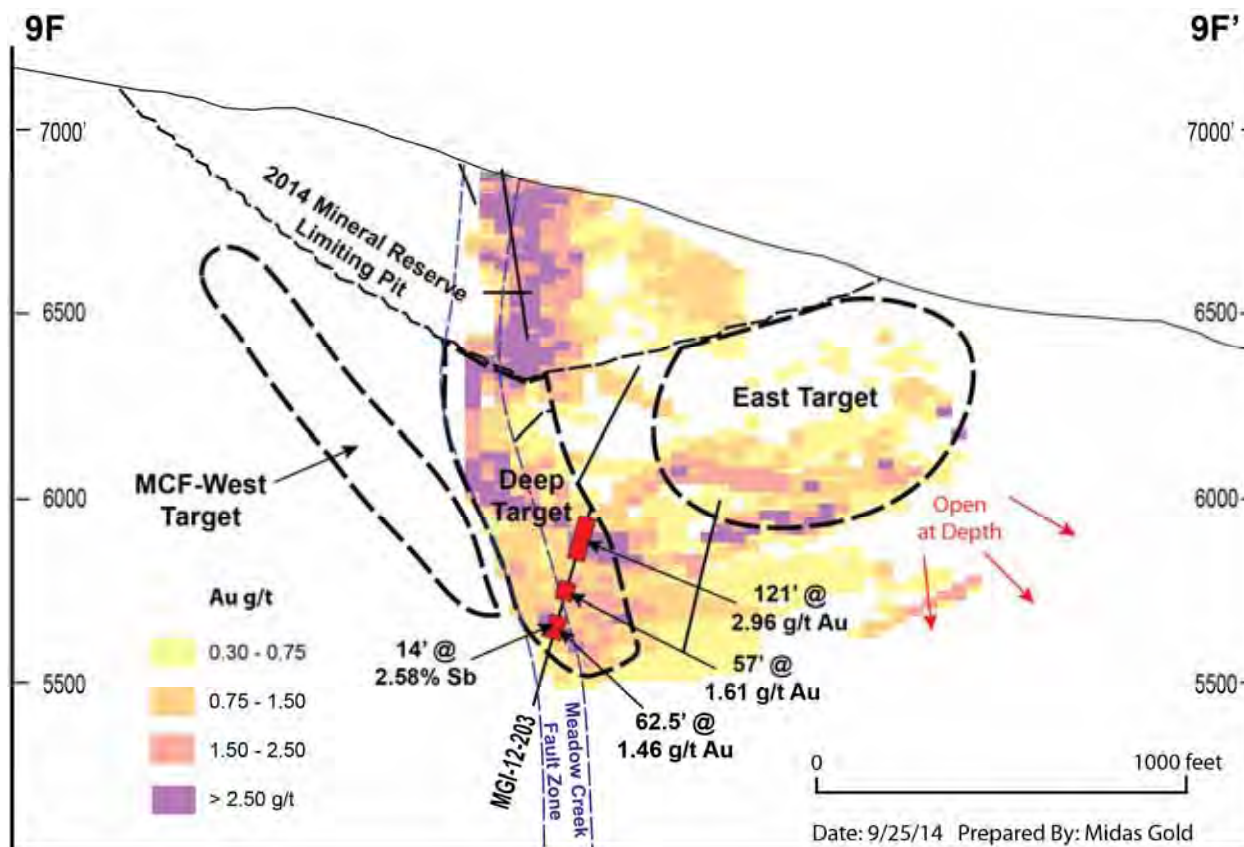 9F
9F'
7000'
7000'
2014 Mineral Reserve
Limiting Pit
6500'
6500'
East Target
MCF-West
Target
Deep
Target
6000
6000'
Open
at Depth
Au g/t
0.30 - 0.75
0.75 - 1.50
1.50 - 2.50
> 2.50 g/t
121' @
2.96 g/t Au
14' @
2.58% Sb
57' @
1.61 g/t Au
62.5' @
1.46 g/t Au
5500'
5500'
MGI-12-203
Meadow Creek
Fault Zone
0
1000 feet
Date: 9/25/14 Prepared By: Midas Gold